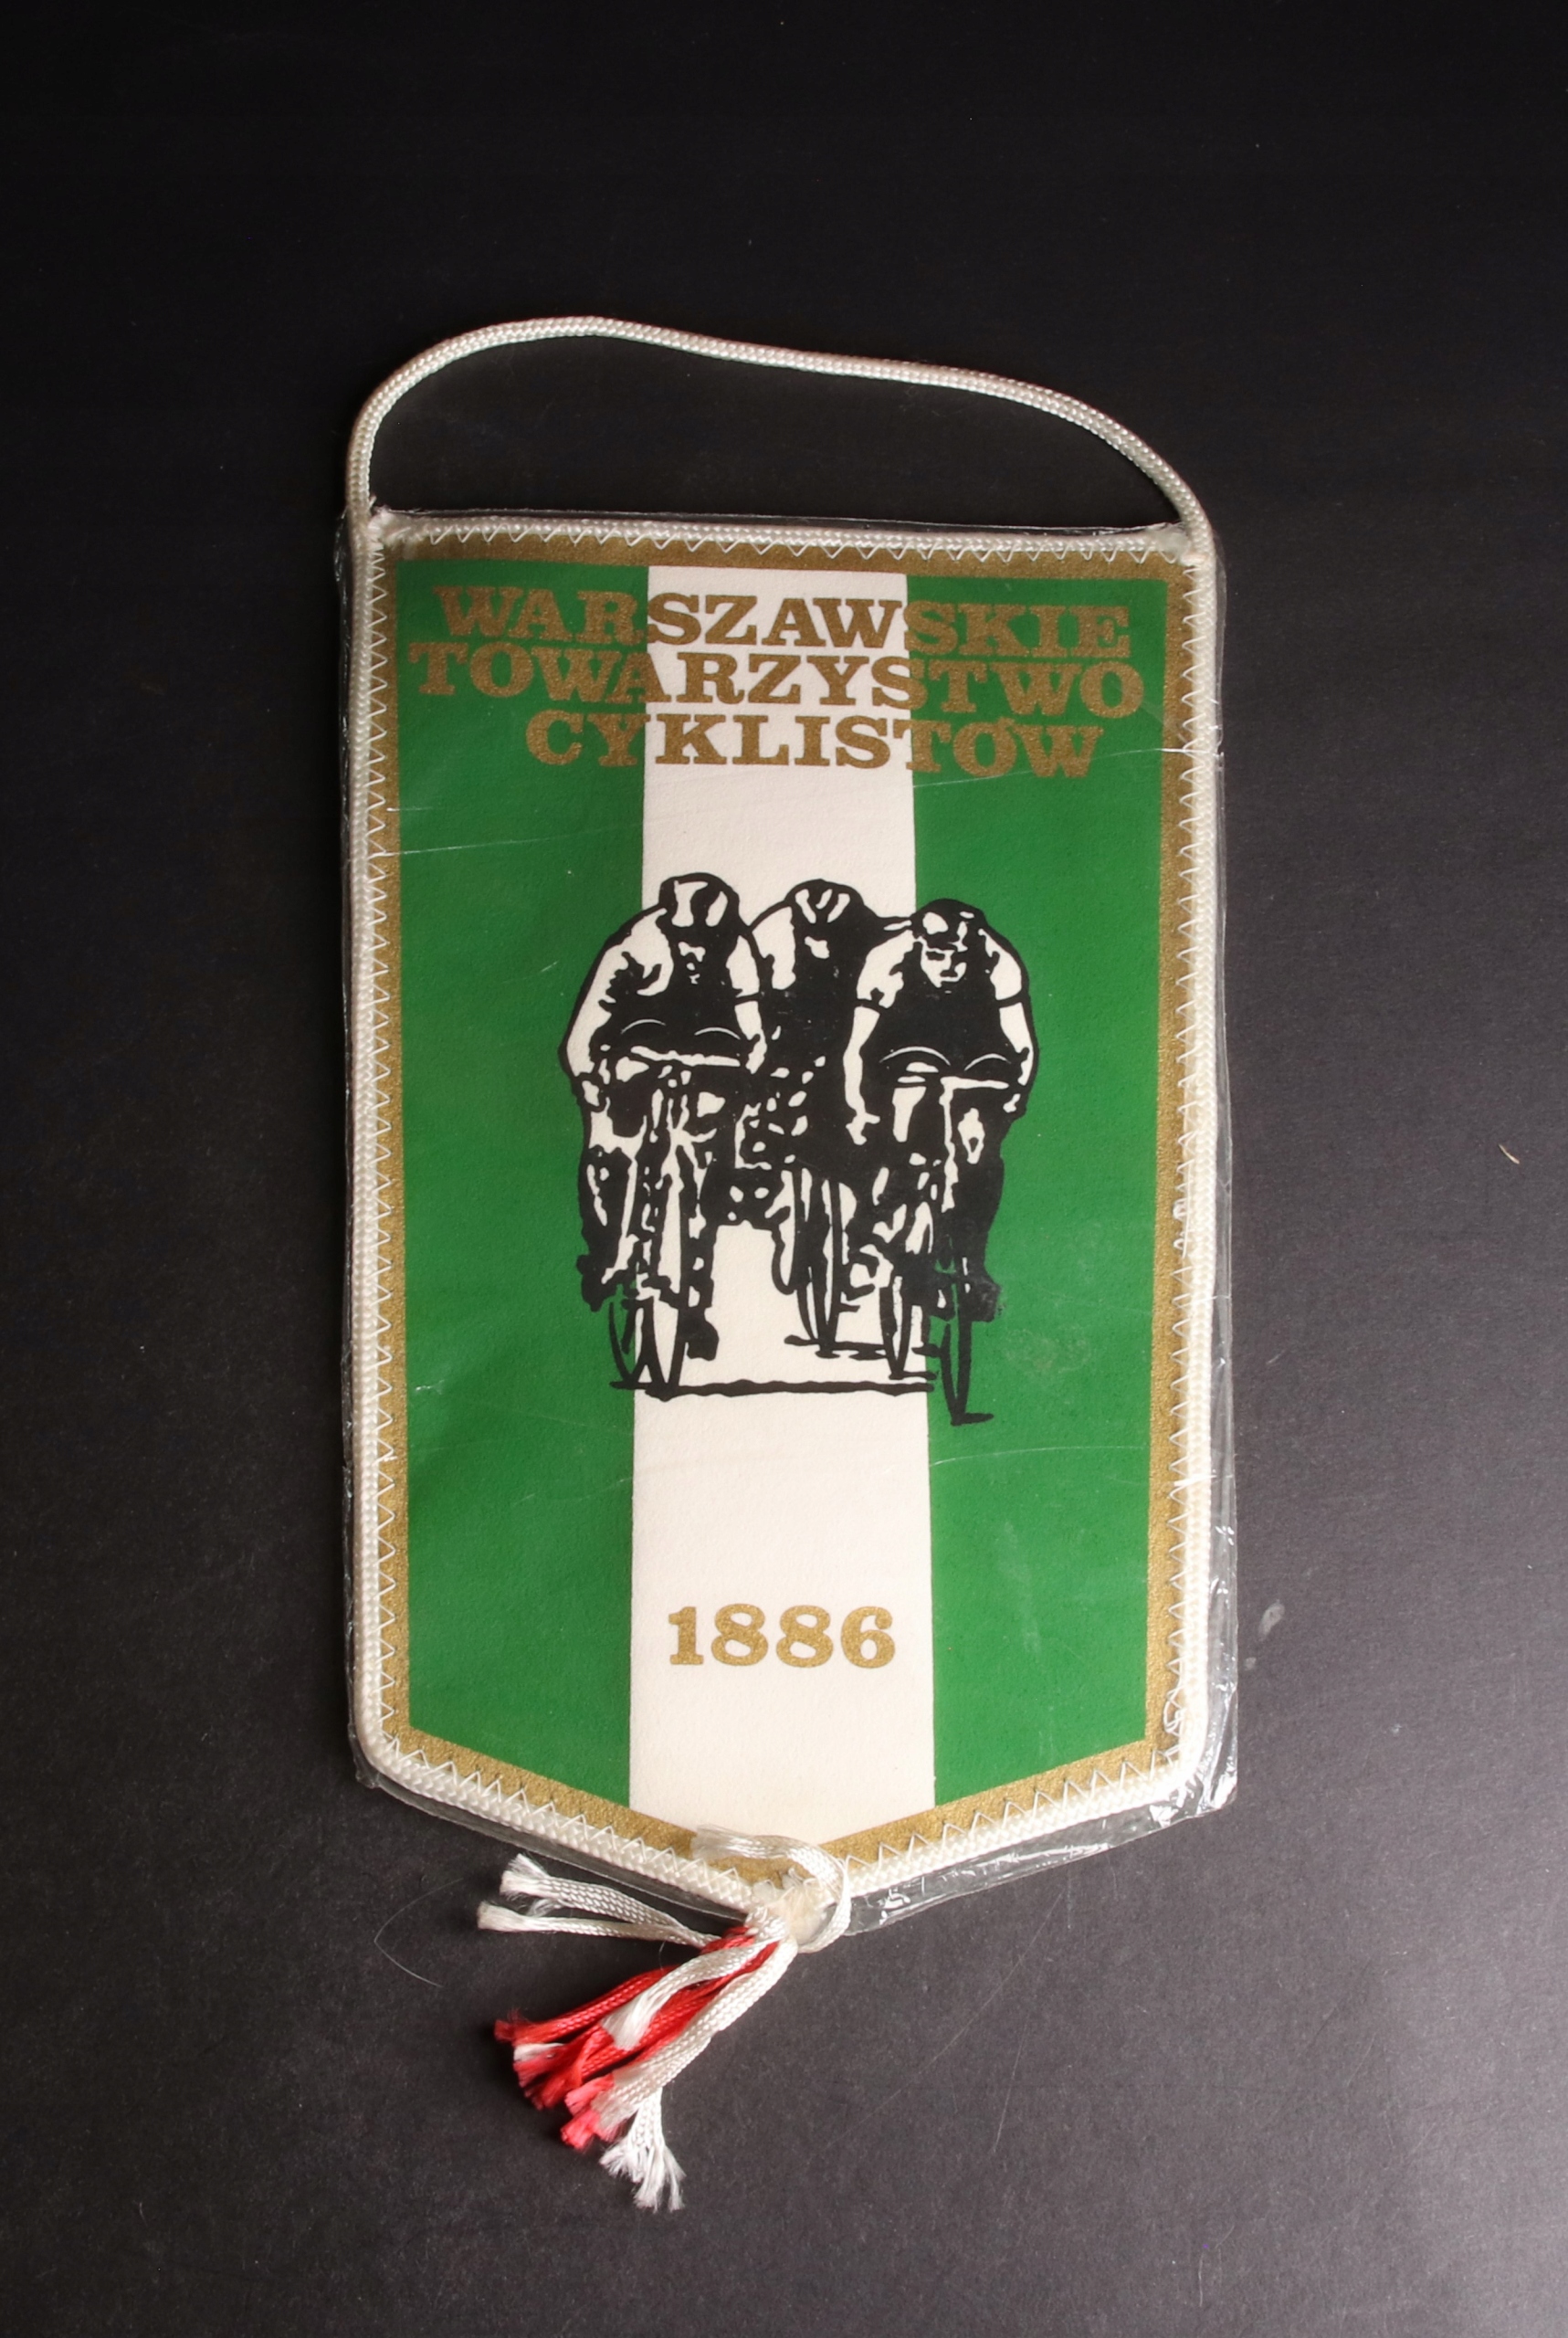 WARSZAWSKIE
TOWARZYSTWO
CYKLISTÓW
1886